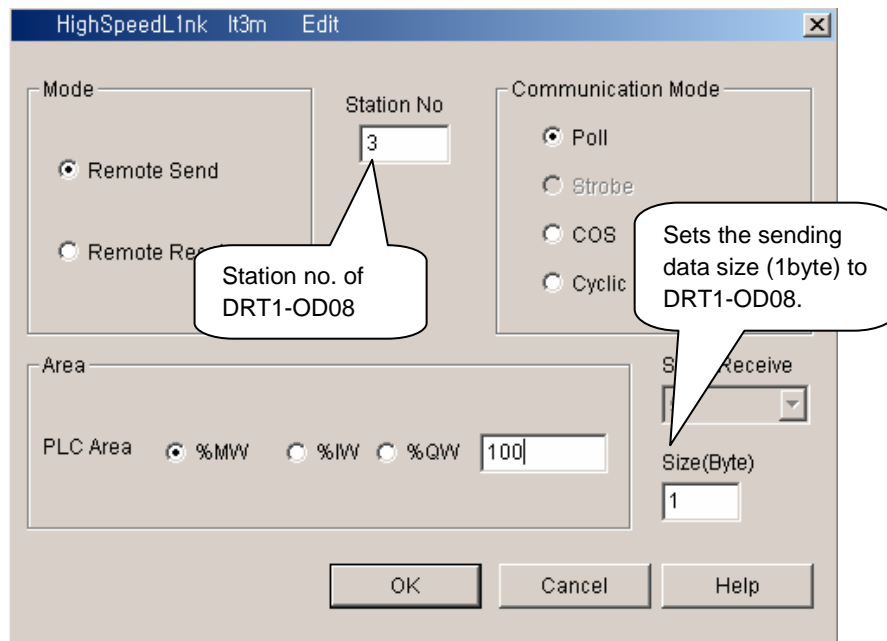 HighSpeedL1nk It3m Edit
Mode
Remote Send
Remote
Station No
3
Station no. of
DRT1-OD08
Communication Mode
Poll
Strobe
COS
Cyclic
Sets the sending
data size (1byte) to
DRT1-OD08.
Area
PLC Area %MW %IW %QW 100
Receive
Size(Byte)
1
OK Cancel Help